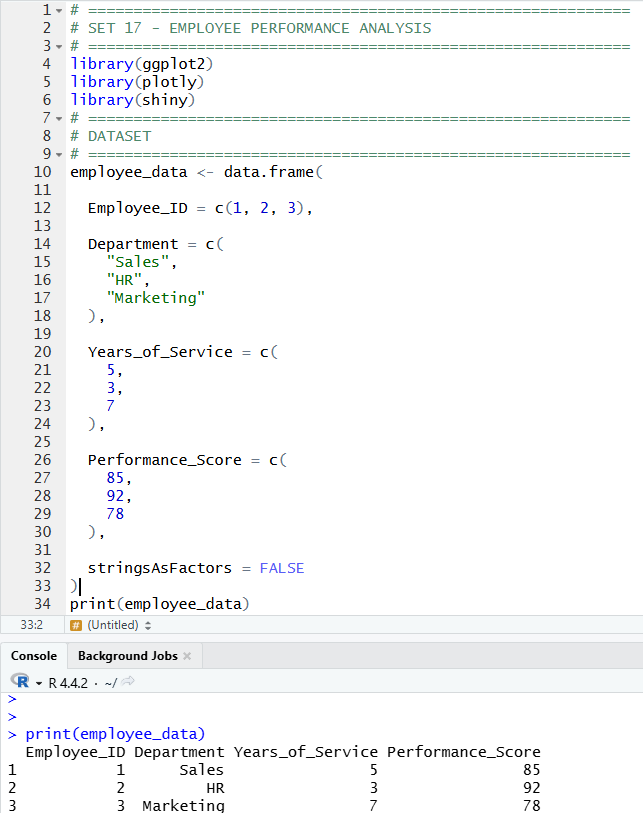 1 # ============================================================
2 # SET 17 - EMPLOYEE PERFORMANCE ANALYSIS
3 # ============================================================
4 library(ggplot2)
5 library(plotly)
6 library(shiny)
7 # ============================================================
8 # DATASET
9 # ============================================================
10 employee_data <- data.frame(
11
12   Employee_ID = c(1, 2, 3),
13
14   Department = c(
15     "Sales",
16     "HR",
17     "Marketing"
18   ),
19
20   Years_of_Service = c(
21     5,
22     3,
23     7
24   ),
25
26   Performance_Score = c(
27     85,
28     92,
29     78
30   ),
31
32   stringsAsFactors = FALSE
33 )
34 print(employee_data)
33:2 # (Untitled)
Console Background Jobs
R R 4.4.2 · ~/
>
>
> print(employee_data)
  Employee_ID Department Years_of_Service Performance_Score
1           1      Sales                5                85
2           2         HR                3                92
3           3  Marketing                7                78